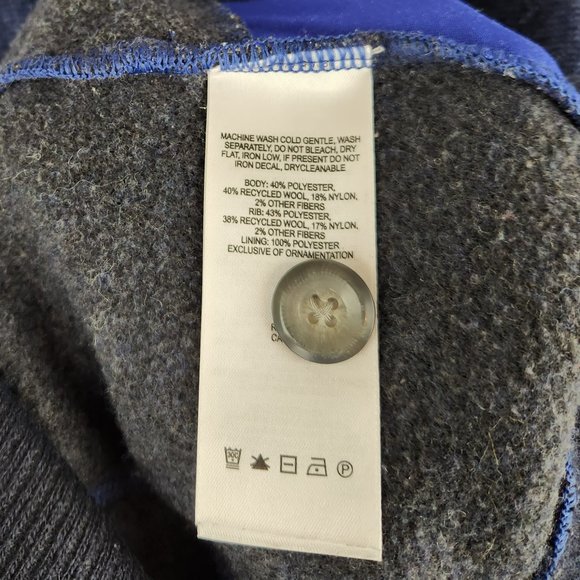 MACHINE WASH COLD GENTLE, WASH
SEPARATELY, DO NOT BLEACH, DRY
FLAT, IRON LOW, IF PRESENT DO NOT
IRON DECAL, DRYCLEANABLE
BODY: 40% POLYESTER,
40% RECYCLED WOOL, 18% NYLON,
2% OTHER FIBERS
RIB: 43% POLYESTER,
38% RECYCLED WOOL, 17% NYLON,
2% OTHER FIBERS
LINING: 100% POLYESTER
EXCLUSIVE OF ORNAMENTATION